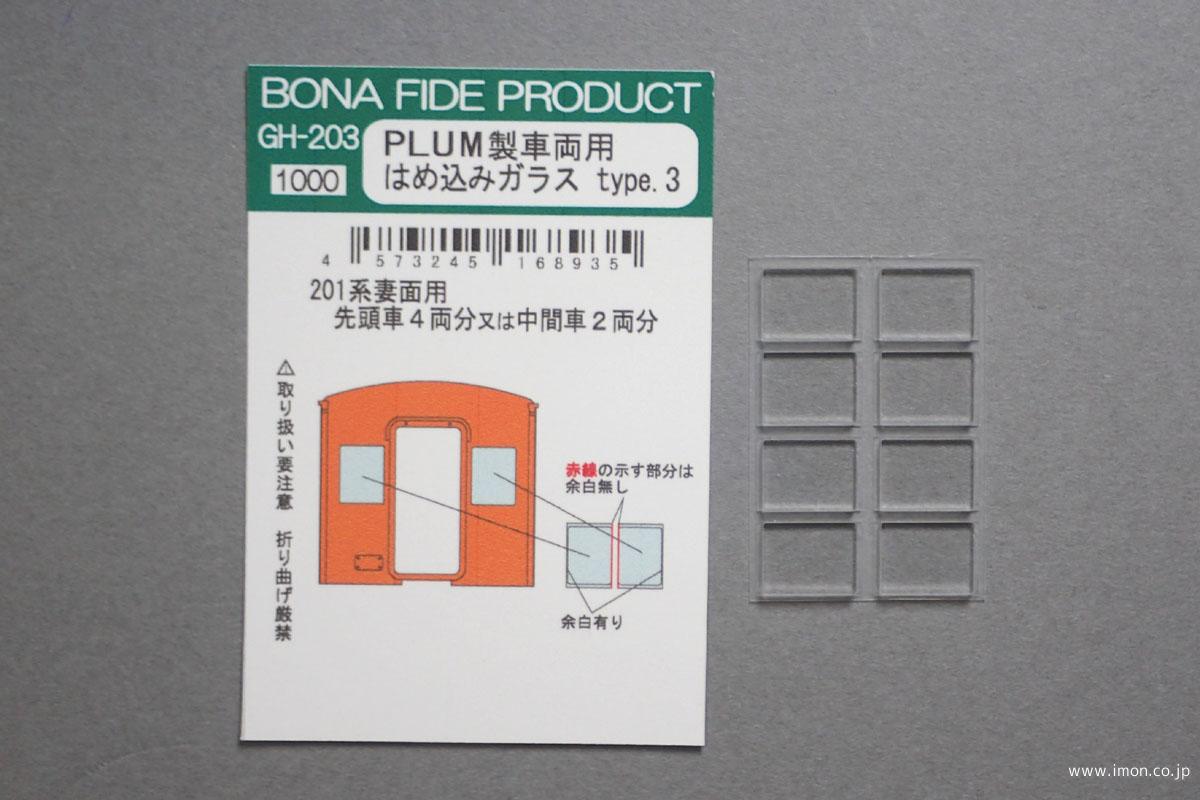 BONA FIDE PRODUCT
GH-203
1000
PLUM製車両用
はめ込みガラス type.3
4 573245 168935
201系妻面用
先頭車4両分又は中間車2両分
⚠取り扱い要注意 折り曲げ厳禁
赤線の示す部分は
余白無し
余白有り
www.imon.co.jp